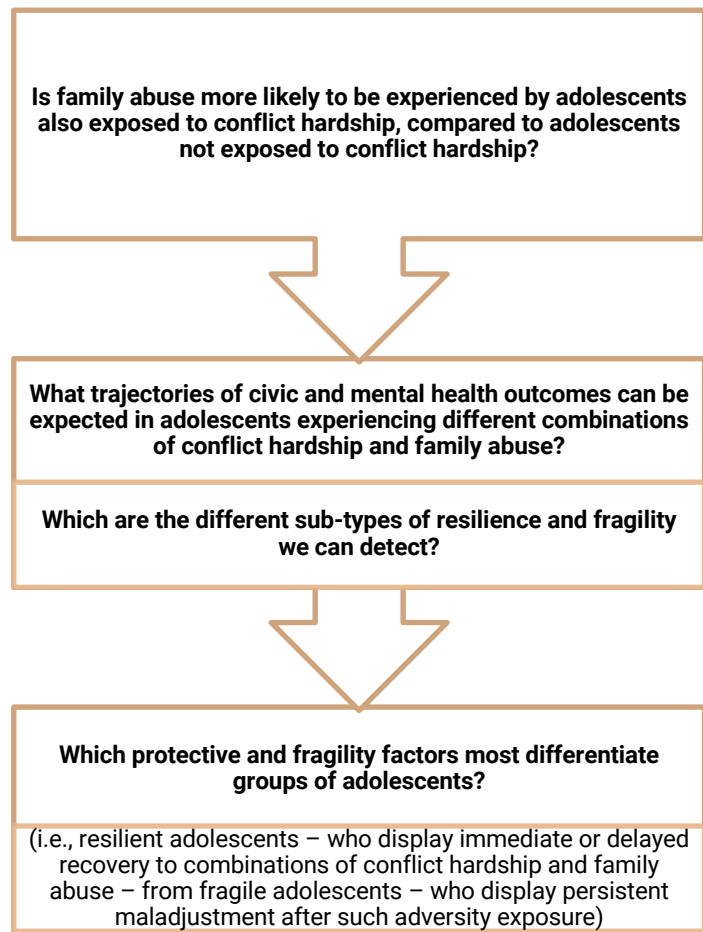 Is family abuse more likely to be experienced by adolescents
also exposed to conflict hardship, compared to adolescents
not exposed to conflict hardship?
What trajectories of civic and mental health outcomes can be
expected in adolescents experiencing different combinations
of conflict hardship and family abuse?
Which are the different sub-types of resilience and fragility
we can detect?
Which protective and fragility factors most differentiate
groups of adolescents?
(i.e., resilient adolescents – who display immediate or delayed
recovery to combinations of conflict hardship and family
abuse – from fragile adolescents – who display persistent
maladjustment after such adversity exposure)